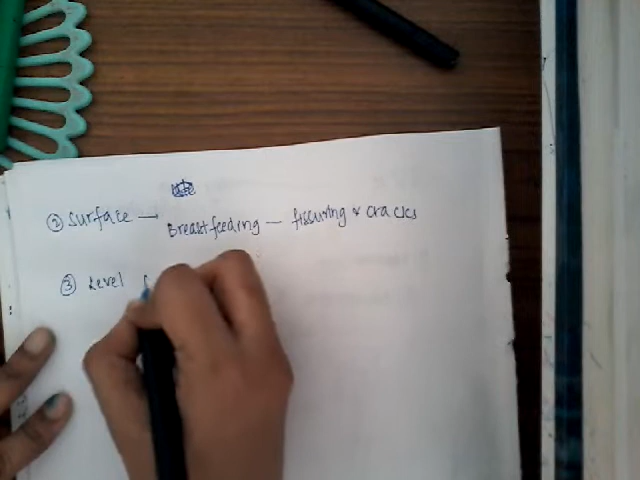 ② Surface → Breastfeeding — fissuring & cracks
③ Level